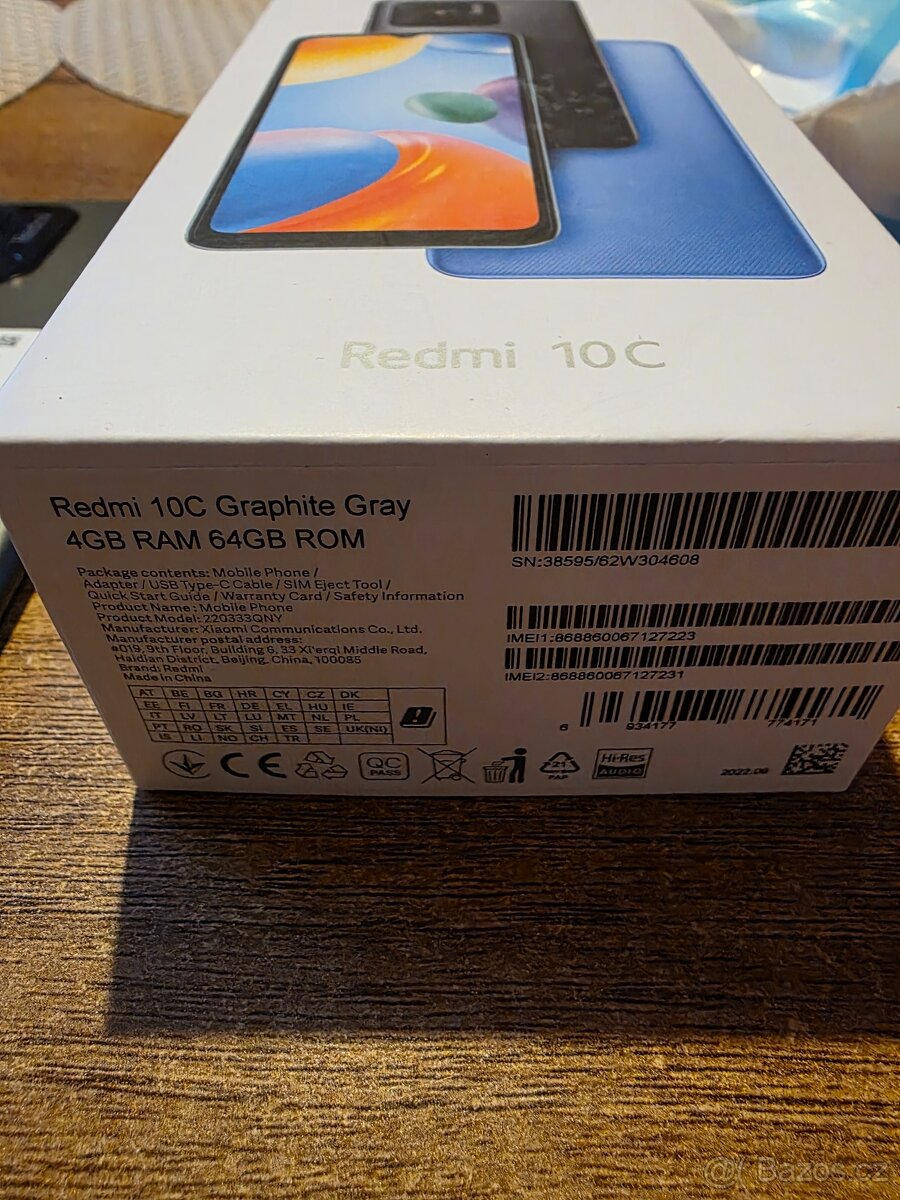 Redmi 10C
Redmi 10C Graphite Gray
4GB RAM 64GB ROM
Package contents: Mobile Phone /
Adapter / USB Type-C Cable / SIM Eject Tool /
Quick Start Guide / Warranty Card / Safety Information
Product Name: Mobile Phone
Product Model: 220333QNY
Manufacturer: Xiaomi Communications Co., Ltd.
Manufacturer postal address:
#019, 9th Floor, Building 6, 33 Xi'erqi Middle Road,
Haidian District, Beijing, China, 100085
Brand: Redmi
Made in China
AT BE BG HR CY CZ DK
EE FI FR DE EL HU IE
IT LV LT LU MT NL PL
PT RO SK SI ES SE UK(NI)
IS LI NO CH TR
SN:38595/62W304608
IMEI1:868860067127223
IMEI2:868860067127231
6 934177 774171
CE
QC
PASS
21
PAP
Hi-Res
AUDIO
2022.08
Bazos.cz